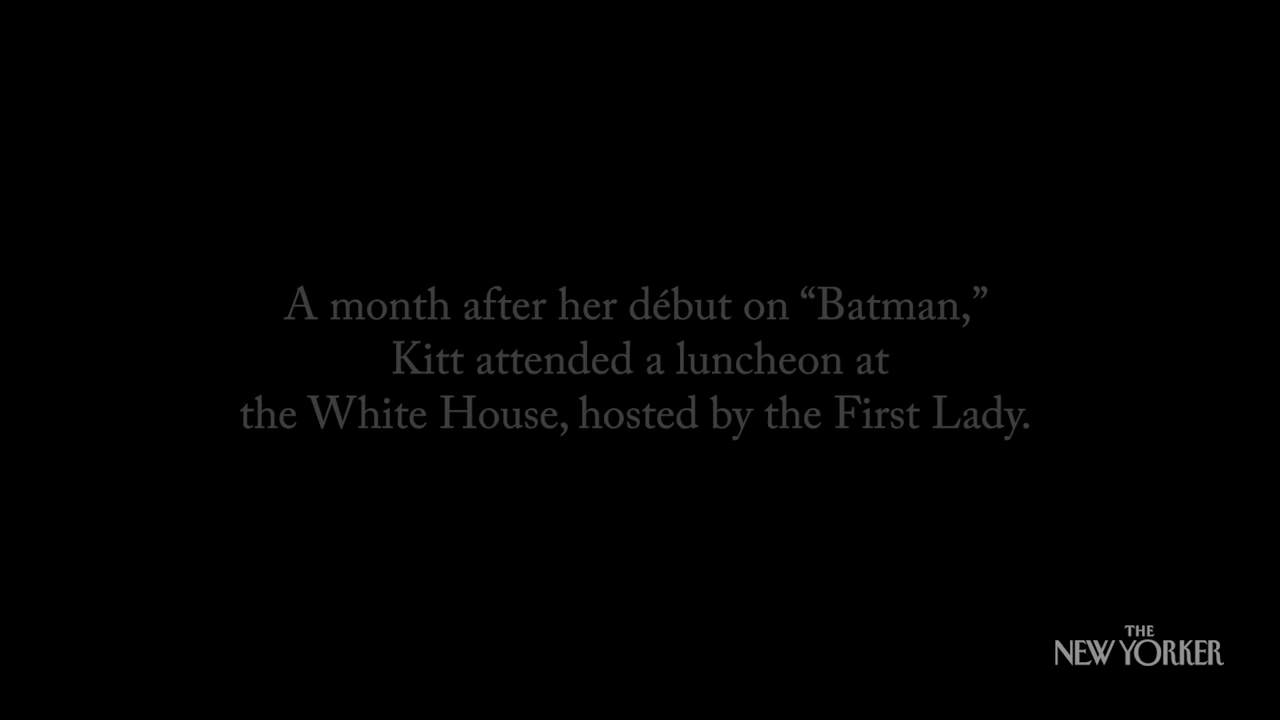 A month after her début on “Batman,”
Kitt attended a luncheon at
the White House, hosted by the First Lady.
THE
NEW YORKER